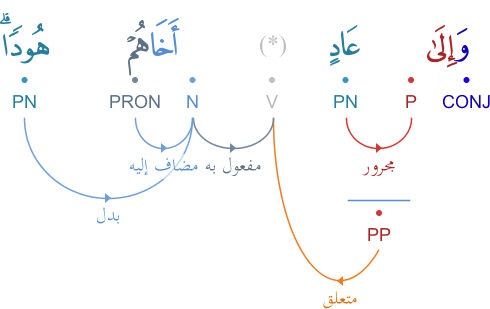 وَإِلَىٰ عَادٍ (*) أَخَاهُمْ هُودًا ۗ
CONJ P PN V N PRON PN
مجرور مفعول به مضاف إليه
بدل
PP
متعلق